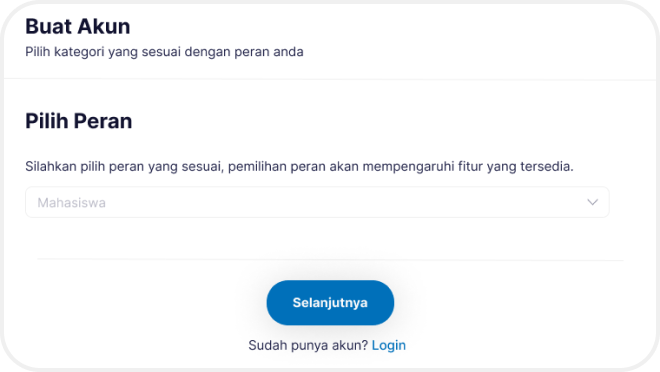 Buat Akun
Pilih kategori yang sesuai dengan peran anda
Pilih Peran
Silahkan pilih peran yang sesuai, pemilihan peran akan mempengaruhi fitur yang tersedia.
Mahasiswa
Selanjutnya
Sudah punya akun? Login